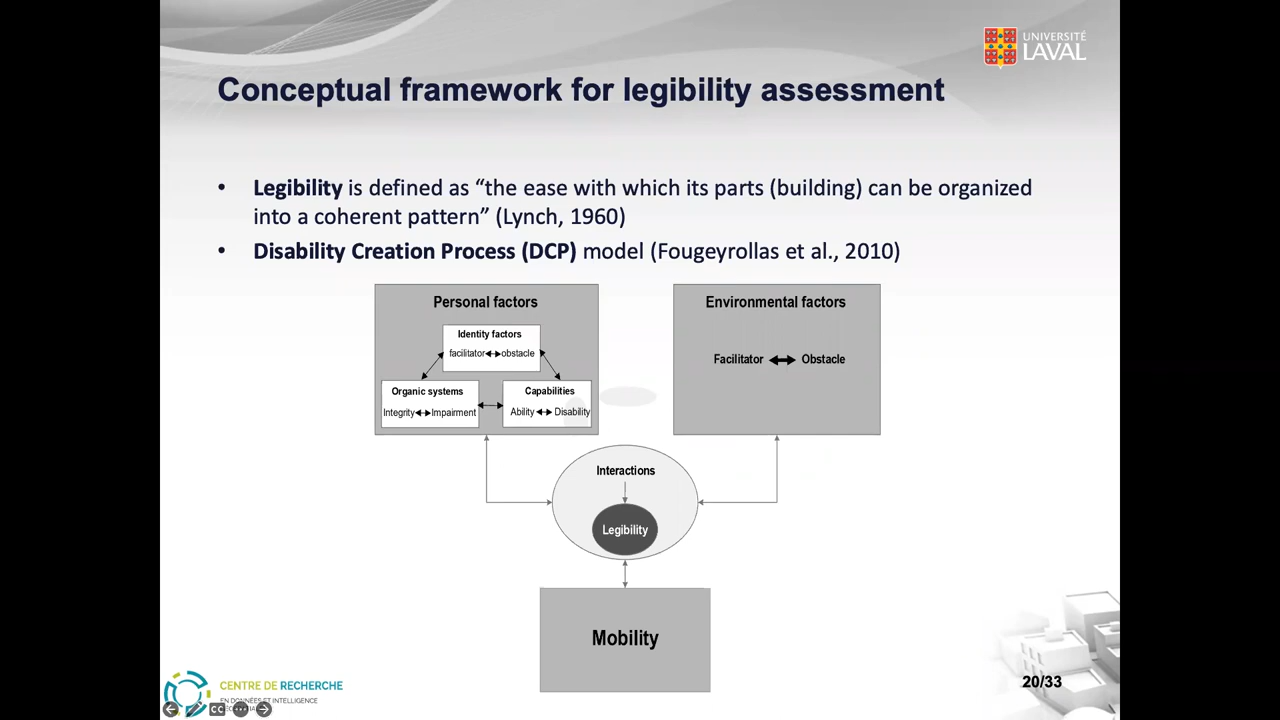 UNIVERSITÉ
LAVAL
Conceptual framework for legibility assessment
• Legibility is defined as “the ease with which its parts (building) can be organized
into a coherent pattern” (Lynch, 1960)
• Disability Creation Process (DCP) model (Fougeyrollas et al., 2010)
Personal factors
Identity factors
facilitator obstacle
Organic systems
Integrity Impairment
Capabilities
Ability Disability
Environmental factors
Facilitator Obstacle
Interactions
Legibility
Mobility
CENTRE DE RECHERCHE
EN DONNÉES ET INTELLIGENCE
CC
20/33